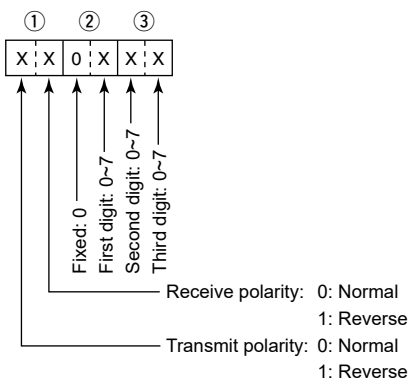 ① ② ③
X X 0 X X X
Fixed: 0
First digit: 0~7
Second digit: 0~7
Third digit: 0~7
Receive polarity: 0: Normal
1: Reverse
Transmit polarity: 0: Normal
1: Reverse